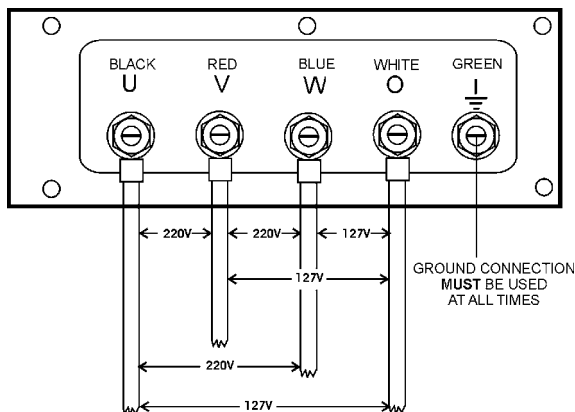 BLACK RED BLUE WHITE GREEN
U V W O
220V 220V 127V
127V
GROUND CONNECTION
MUST BE USED
AT ALL TIMES
220V
127V